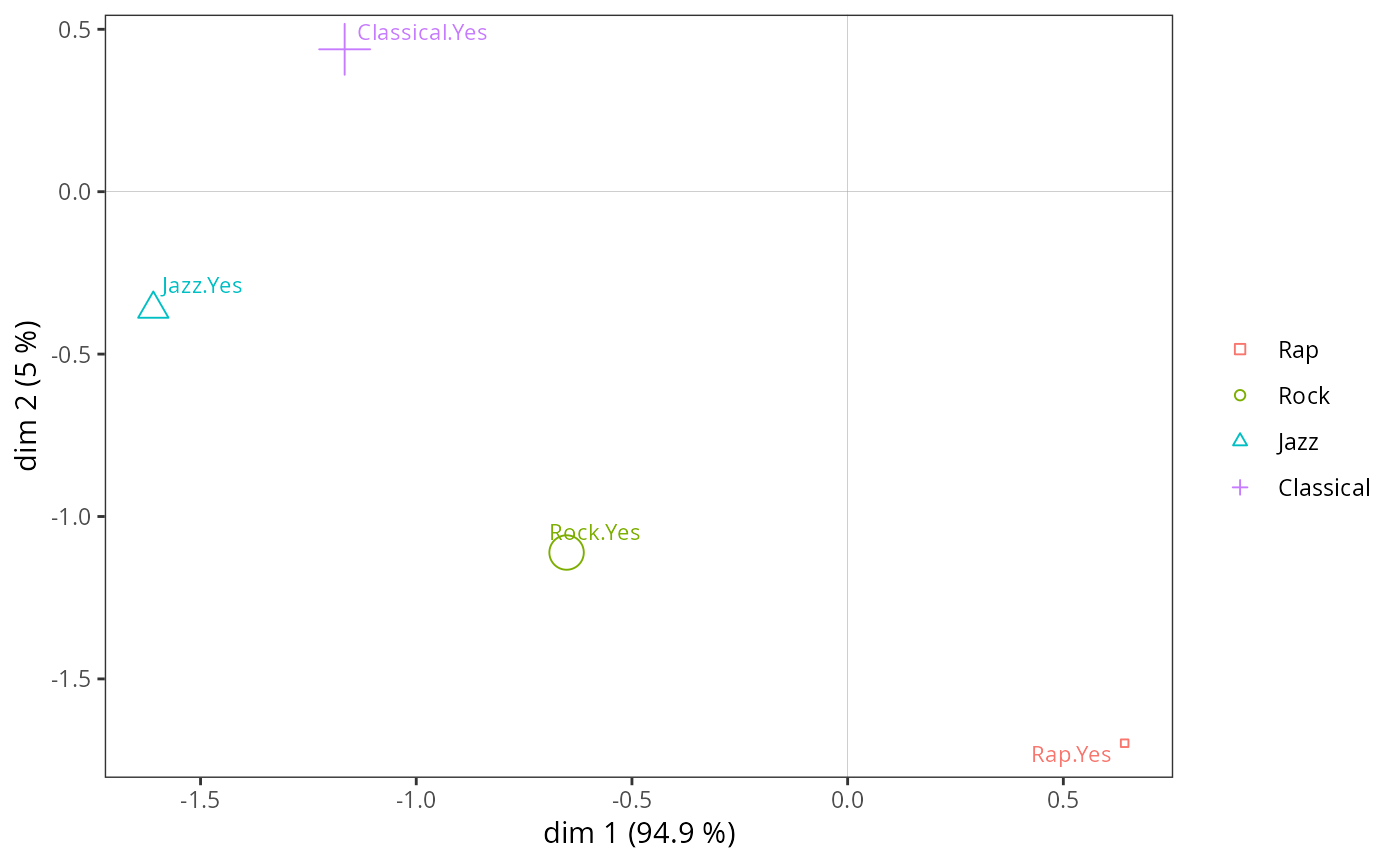 0.5
Classical.Yes
0.0
Jazz.Yes
-0.5
dim 2 (5 %)
Rap
Rock
Jazz
Classical
-1.0
Rock.Yes
-1.5
Rap.Yes
-1.5
-1.0
-0.5
0.0
0.5
dim 1 (94.9 %)